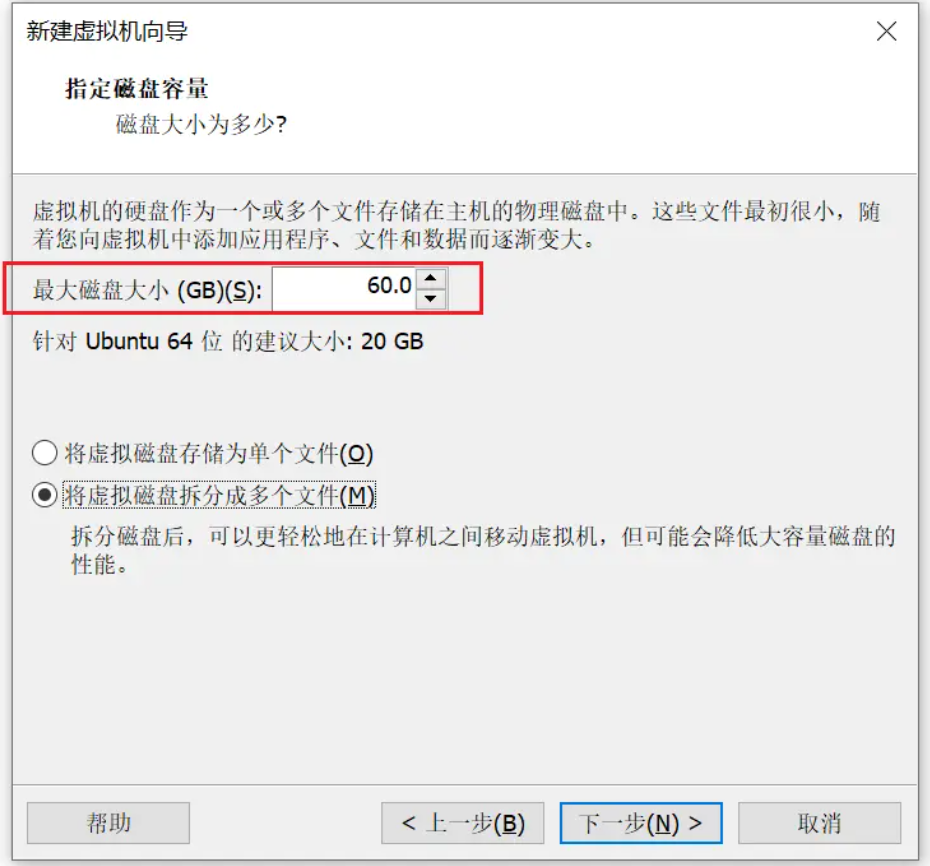 新建虚拟机向导
指定磁盘容量
磁盘大小为多少?
虚拟机的硬盘作为一个或多个文件存储在主机的物理磁盘中。这些文件最初很小，随
着您向虚拟机中添加应用程序、文件和数据而逐渐变大。
最大磁盘大小 (GB)(S): 60.0
针对 Ubuntu 64 位 的建议大小: 20 GB
将虚拟磁盘存储为单个文件(O)
将虚拟磁盘拆分成多个文件(M)
拆分磁盘后，可以更轻松地在计算机之间移动虚拟机，但可能会降低大容量磁盘的
性能。
帮助 < 上一步(B) 下一步(N) > 取消